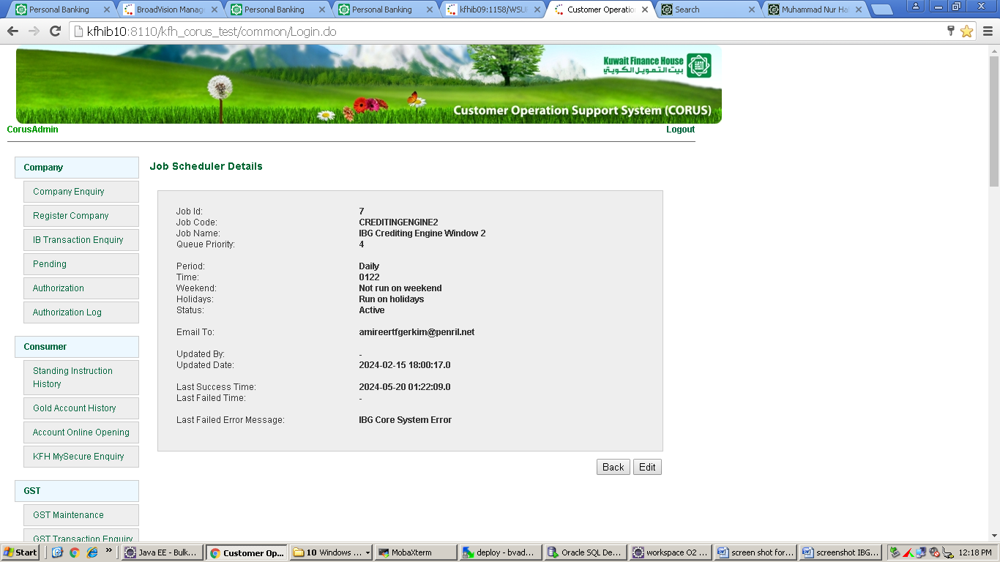 Personal Banking
BroadVision Manag
Personal Banking
Personal Banking
kfhib09:1158/WSUI
Customer Operatio
Search
Muhammad Nur Ha
kfhib10:8110/kfh_corus_test/common/Login.do
Kuwait Finance House
بيت التمويل الكويتي
Customer Operation Support System (CORUS)
CorusAdmin
Logout
Company
Company Enquiry
Register Company
IB Transaction Enquiry
Pending
Authorization
Authorization Log
Consumer
Standing Instruction
History
Gold Account History
Account Online Opening
KFH MySecure Enquiry
GST
GST Maintenance
GST Transaction Enquiry
Job Scheduler Details
Job Id: 7
Job Code: CREDITINGENGINE2
Job Name: IBG Crediting Engine Window 2
Queue Priority: 4
Period: Daily
Time: 0122
Weekend: Not run on weekend
Holidays: Run on holidays
Status: Active
Email To: amireertfgerkim@penril.net
Updated By: -
Updated Date: 2024-02-15 18:00:17.0
Last Success Time: 2024-05-20 01:22:09.0
Last Failed Time: -
Last Failed Error Message: IBG Core System Error
Back
Edit
Start
Java EE - Bulk...
Customer Op...
10 Windows ...
MobaXterm
deploy - bvad...
Oracle SQL De...
workspace O2 ...
screen shot for...
screenshot IBG...
12:18 PM